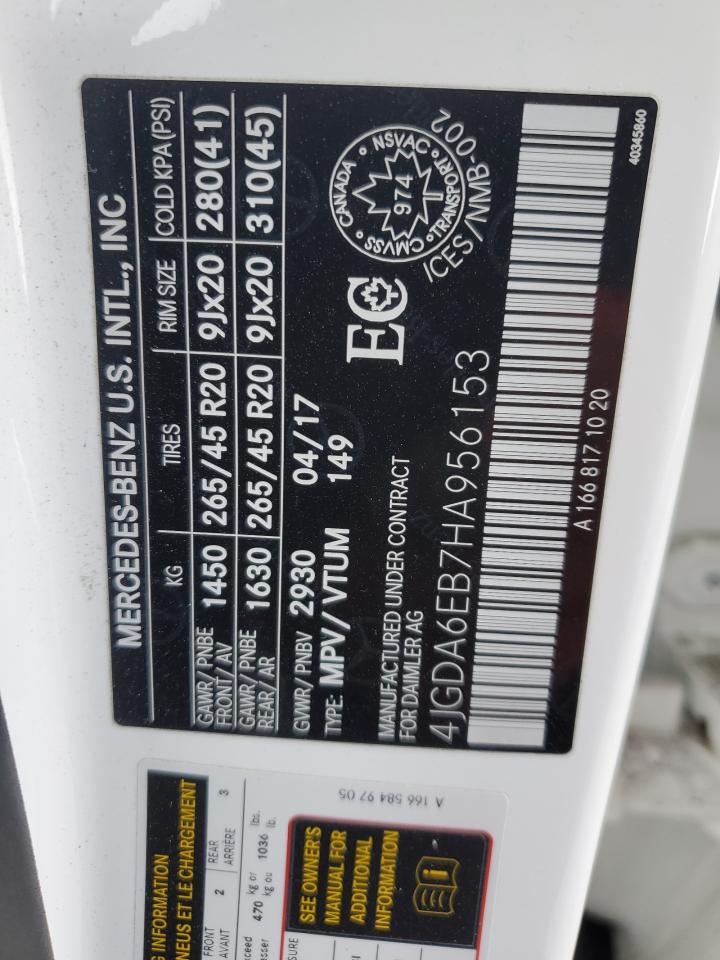 MERCEDES-BENZ U.S. INTL., INC
KG TIRES RIM SIZE COLD KPA(PSI)
GAWR/PNBE
FRONT/AV 1450 265/45 R20 9Jx20 280(41)
GAWR/PNBE
REAR/AR 1630 265/45 R20 9Jx20 310(45)
GVWR/PNBV 2930 04/17
TYPE: MPV/VTUM 149
EC
CANADA NSVAC
974
CMVSS TRANSPORT
ICES/NMB-002
MANUFACTURED UNDER CONTRACT
FOR DAIMLER AG
4JGDA6EB7HA956153
A 166 817 10 20
40345860
INFORMATION
NEUS ET LE CHARGEMENT
FRONT 2 REAR 3
AVANT ARRIÈRE
470 kg or 1036 lbs.
kg ou lb.
A 166 584 97 05
SEE OWNER'S
MANUAL FOR
ADDITIONAL
INFORMATION
i